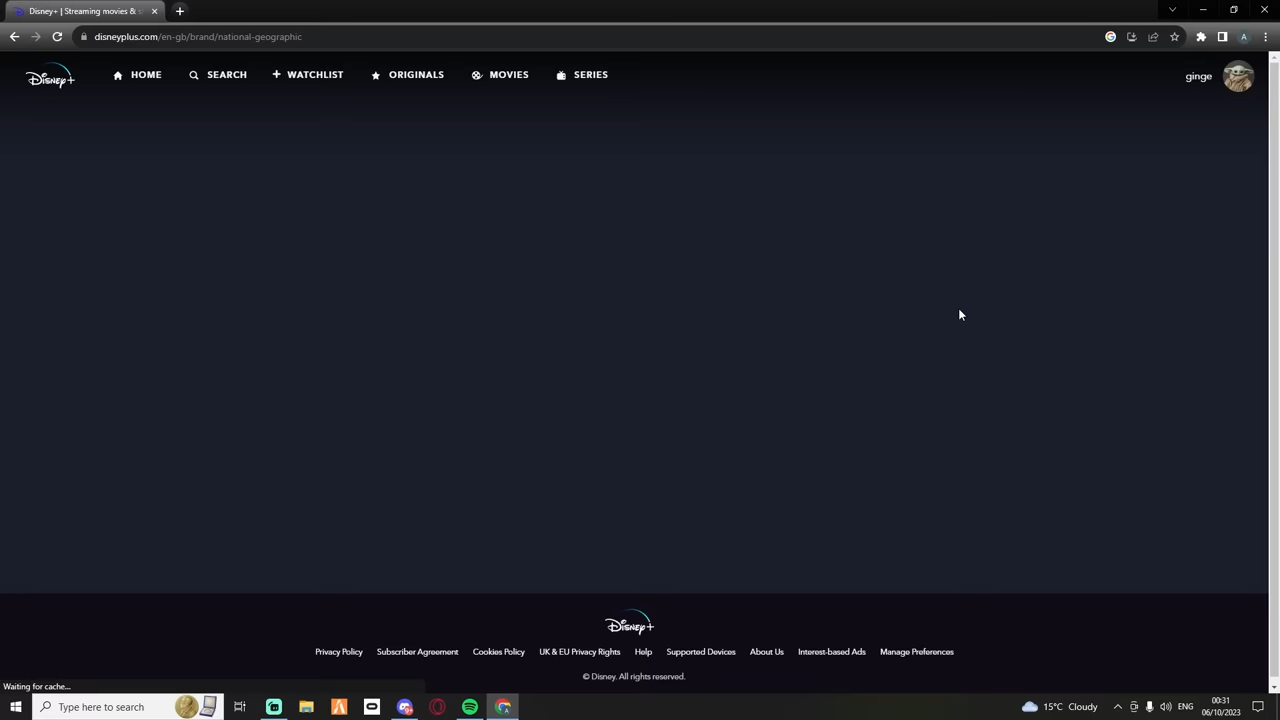 Disney+ | Streaming movies & s
disneyplus.com/en-gb/brand/national-geographic
A
Disney+
HOME
SEARCH
WATCHLIST
ORIGINALS
MOVIES
SERIES
ginge
Disney+
Privacy Policy
Subscriber Agreement
Cookies Policy
UK & EU Privacy Rights
Help
Supported Devices
About Us
Interest-based Ads
Manage Preferences
© Disney. All rights reserved.
Waiting for cache...
Type here to search
15°C Cloudy
ENG
00:31
06/10/2023